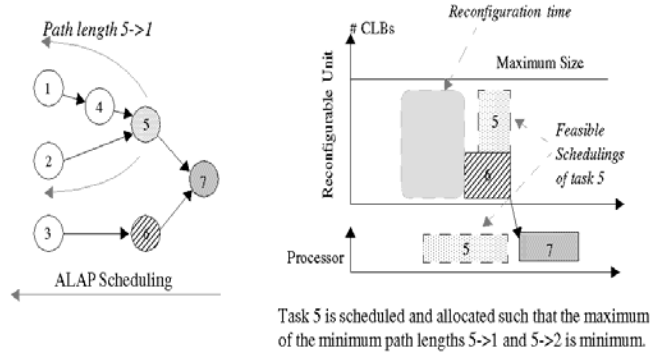 Path length 5->1
1
4
5
2
7
3
6
ALAP Scheduling
Reconfiguration time
# CLBs
Maximum Size
Reconfigurable Unit
5
6
Feasible
Schedulings
of task 5
Processor
5
7
Task 5 is scheduled and allocated such that the maximum
of the minimum path lengths 5->1 and 5->2 is minimum.